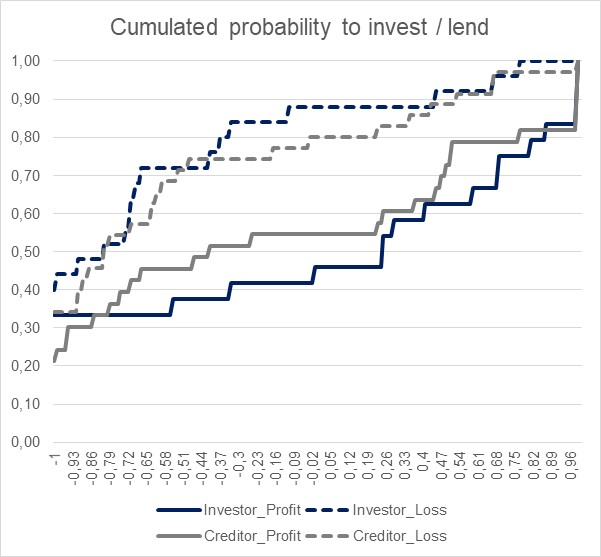 Cumulated probability to invest / lend
1,00
0,90
0,80
0,70
0,60
0,50
0,40
0,30
0,20
0,10
0,00
-1 -0,93 -0,86 -0,79 -0,72 -0,65 -0,58 -0,51 -0,44 -0,37 -0,3 -0,23 -0,16 -0,09 -0,02 0,05 0,12 0,19 0,26 0,33 0,4 0,47 0,54 0,61 0,68 0,75 0,82 0,89 0,96
Investor_Profit Investor_Loss
Creditor_Profit Creditor_Loss